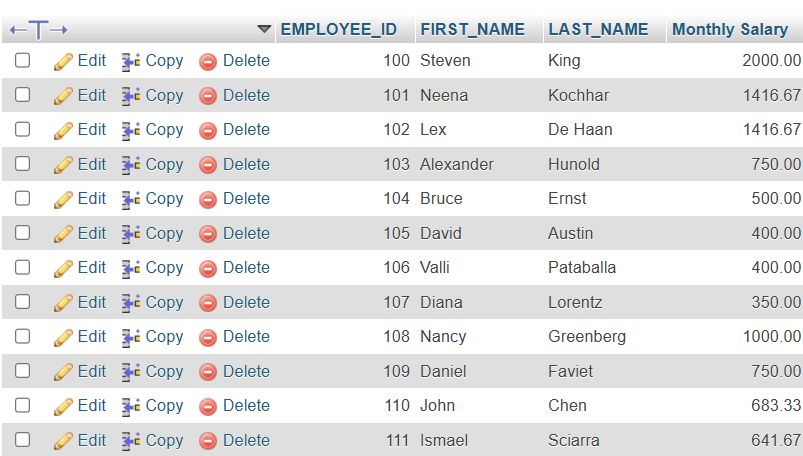 EMPLOYEE_ID FIRST_NAME LAST_NAME Monthly Salary
Edit Copy Delete 100 Steven King 2000.00
Edit Copy Delete 101 Neena Kochhar 1416.67
Edit Copy Delete 102 Lex De Haan 1416.67
Edit Copy Delete 103 Alexander Hunold 750.00
Edit Copy Delete 104 Bruce Ernst 500.00
Edit Copy Delete 105 David Austin 400.00
Edit Copy Delete 106 Valli Pataballa 400.00
Edit Copy Delete 107 Diana Lorentz 350.00
Edit Copy Delete 108 Nancy Greenberg 1000.00
Edit Copy Delete 109 Daniel Faviet 750.00
Edit Copy Delete 110 John Chen 683.33
Edit Copy Delete 111 Ismael Sciarra 641.67